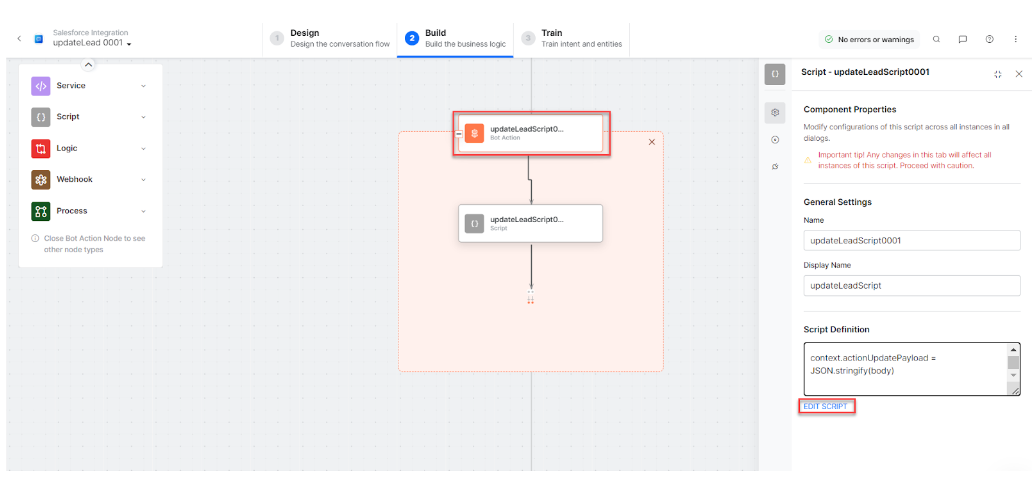 Salesforce Integration
updateLead 0001
1
Design
Design the conversation flow
2
Build
Build the business logic
3
Train
Train intent and entities
No errors or warnings
Service
Script
Logic
Webhook
Process
Close Bot Action Node to see
other node types
updateLeadScript0...
Bot Action
updateLeadScript0...
Script
Script - updateLeadScript0001
Component Properties
Modify configurations of this script across all instances in all
dialogs.
Important tip! Any changes in this tab will affect all
instances of this script. Proceed with caution.
General Settings
Name
updateLeadScript0001
Display Name
updateLeadScript
Script Definition
context.actionUpdatePayload =
JSON.stringify(body)
EDIT SCRIPT